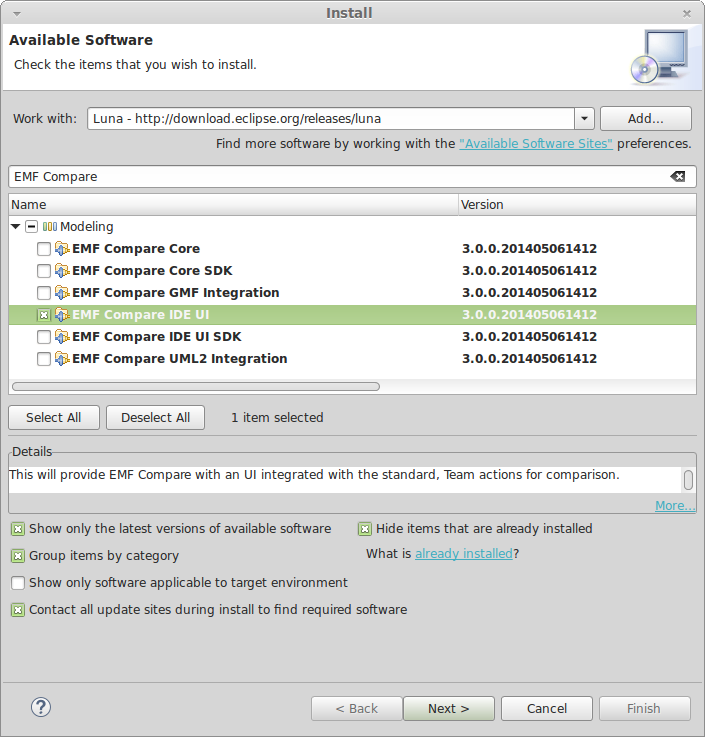 Install
Available Software
Check the items that you wish to install.
Work with: Luna - http://download.eclipse.org/releases/luna Add...
Find more software by working with the "Available Software Sites" preferences.
EMF Compare
Name Version
Modeling
EMF Compare Core 3.0.0.201405061412
EMF Compare Core SDK 3.0.0.201405061412
EMF Compare GMF Integration 3.0.0.201405061412
EMF Compare IDE UI 3.0.0.201405061412
EMF Compare IDE UI SDK 3.0.0.201405061412
EMF Compare UML2 Integration 3.0.0.201405061412
Select All Deselect All 1 item selected
Details
This will provide EMF Compare with an UI integrated with the standard, Team actions for comparison.
More...
Show only the latest versions of available software Hide items that are already installed
Group items by category What is already installed?
Show only software applicable to target environment
Contact all update sites during install to find required software
? < Back Next > Cancel Finish